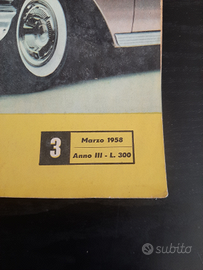 3
Marzo 1958
Anno III - L. 300
subito